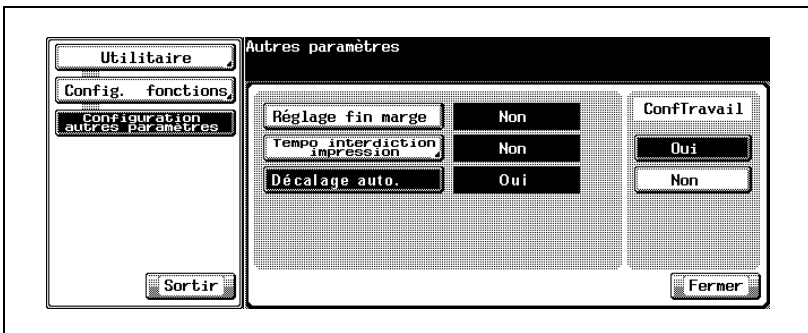 Utilitaire
Config. fonctions
Configuration
autres paramètres
Sortir
Autres paramètres
Réglage fin marge Non
Tempo interdiction
impression Non
Décalage auto. Oui
ConfTravail
Oui
Non
Fermer